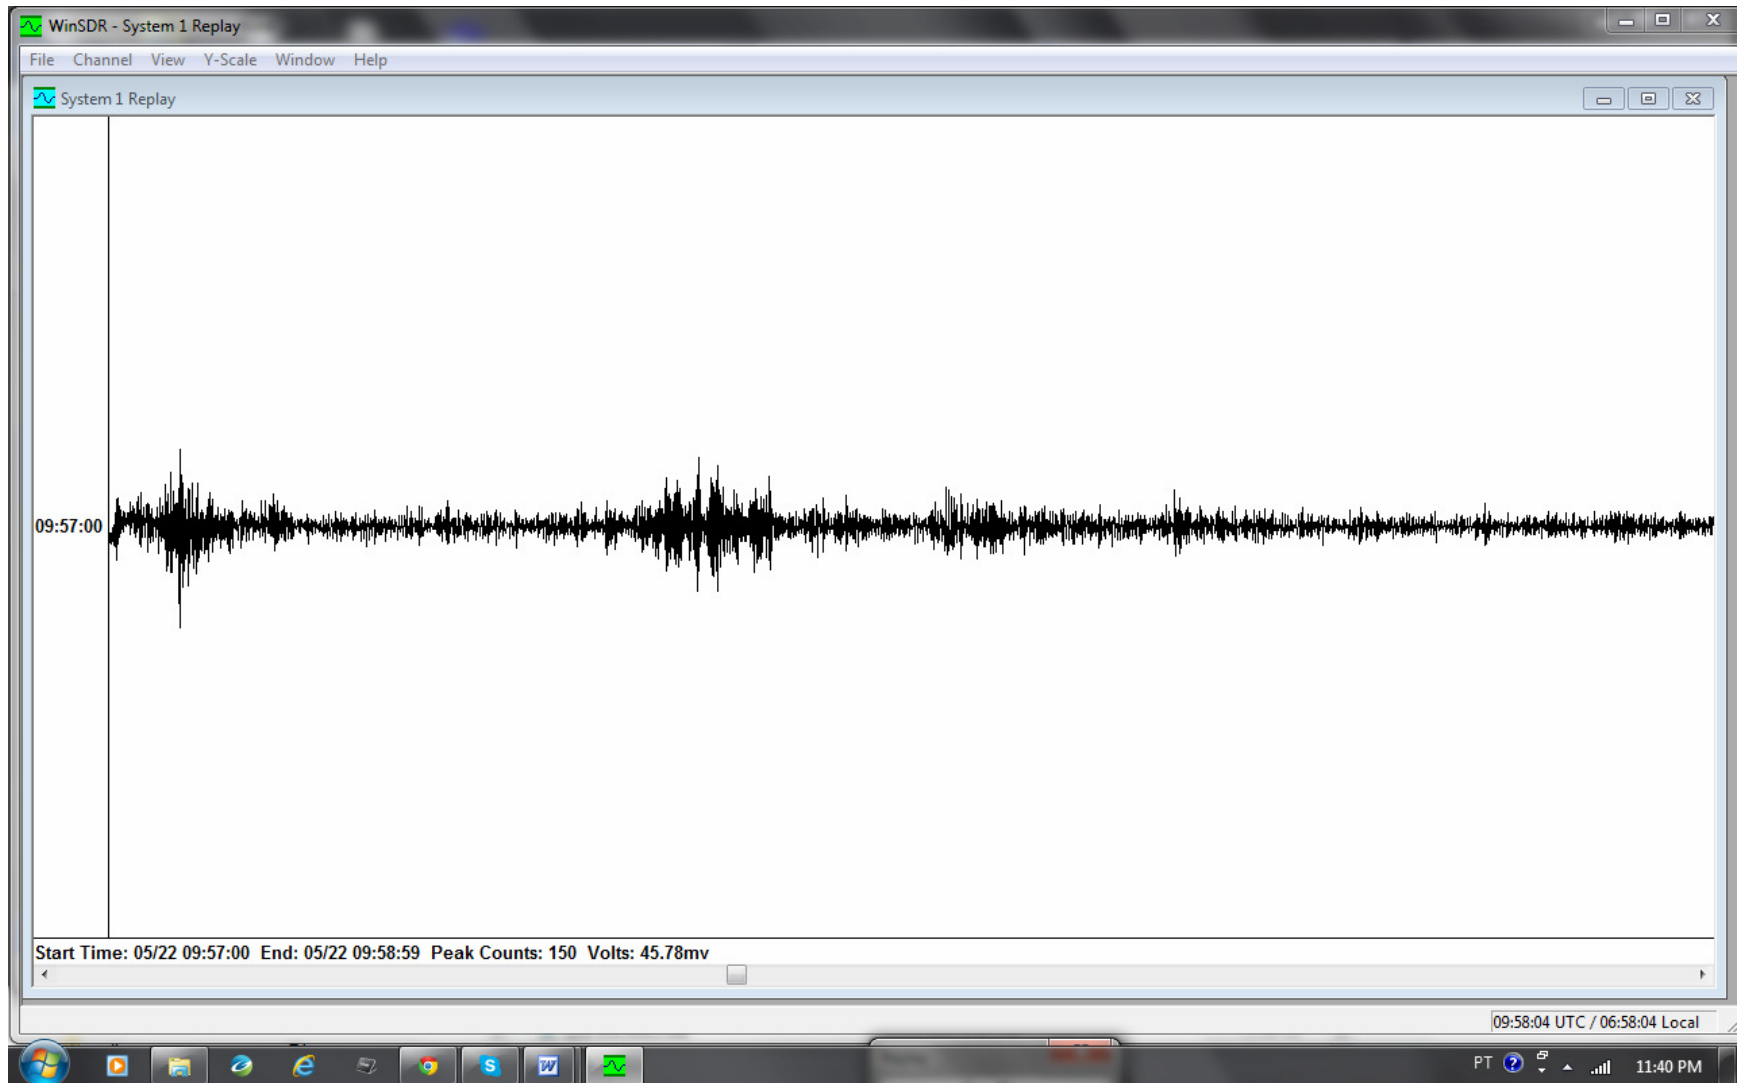 WinSDR - System 1 Replay
File Channel View Y-Scale Window Help
System 1 Replay
09:57:00
Start Time: 05/22 09:57:00 End: 05/22 09:58:59 Peak Counts: 150 Volts: 45.78mv
09:58:04 UTC / 06:58:04 Local
PT 11:40 PM